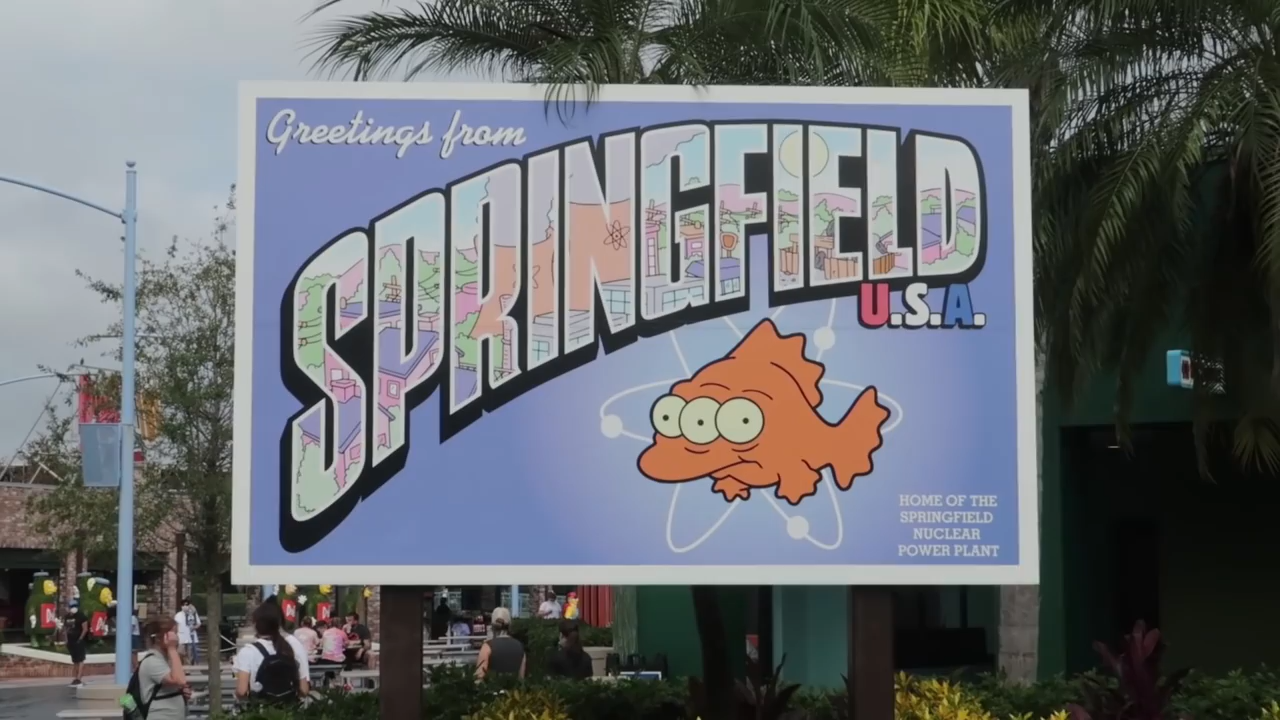 Greetings from
SPRINGFIELD
U.S.A.
HOME OF THE
SPRINGFIELD
NUCLEAR
POWER PLANT